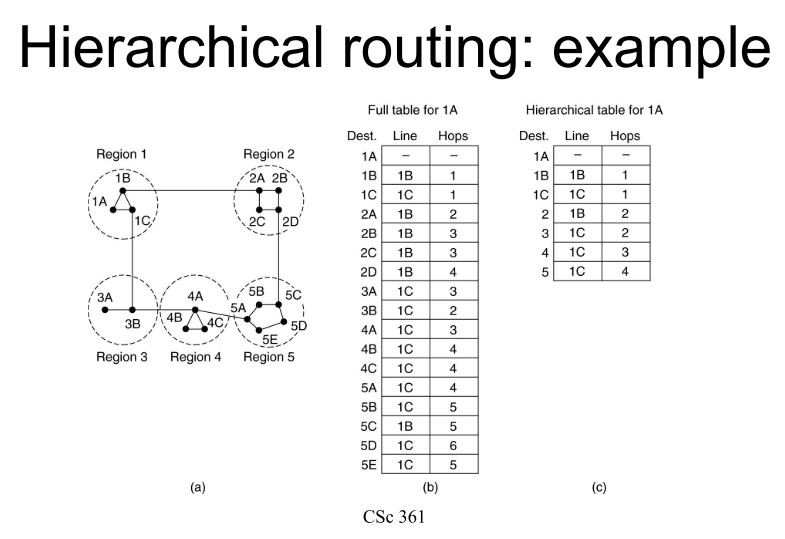 Hierarchical routing: example
Full table for 1A
Hierarchical table for 1A
Dest. Line Hops
Dest. Line Hops
Region 1
Region 2
1B
2A 2B
1A
1C
2C 2D
3A
3B
4A
4B
4C
5A
5B
5C
5D
5E
Region 3
Region 4
Region 5
1A – –
1B 1B 1
1C 1C 1
2A 1B 2
2B 1B 3
2C 1B 3
2D 1B 4
3A 1C 3
3B 1C 2
4A 1C 3
4B 1C 4
4C 1C 4
5A 1C 4
5B 1C 5
5C 1B 5
5D 1C 6
5E 1C 5
1A – –
1B 1B 1
1C 1C 1
2 1B 2
3 1C 2
4 1C 3
5 1C 4
(a)
(b)
(c)
CSc 361